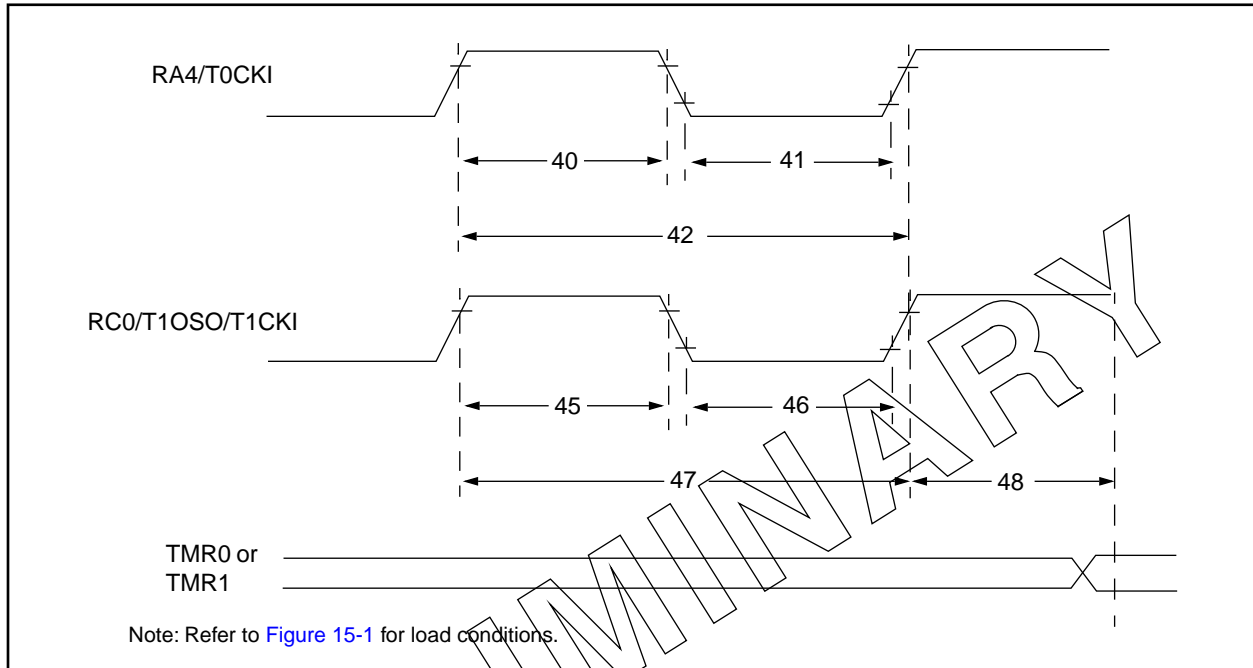 RA4/T0CKI
40
41
42
RC0/T1OSO/T1CKI
45
46
47
48
TMR0 or
TMR1
Note: Refer to Figure 15-1 for load conditions.
IMINARY